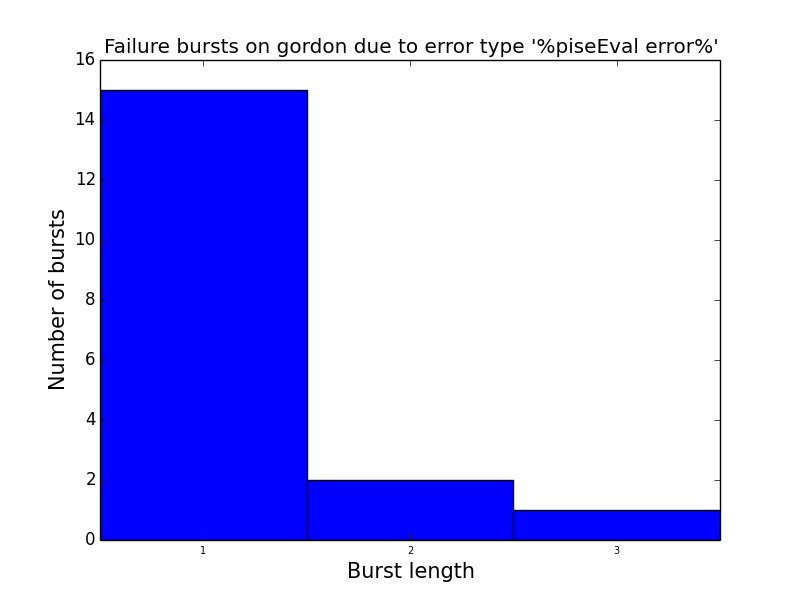 Failure bursts on gordon due to error type '%piseEval error%'
16
14
12
10
8
6
4
2
0
Number of bursts
1 2 3
Burst length